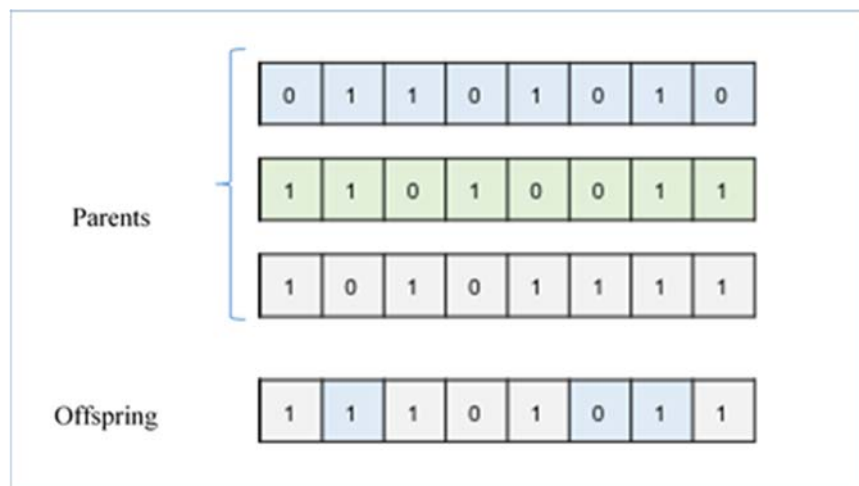 0 1 1 0 1 0 1 0
1 1 0 1 0 0 1 1
Parents
1 0 1 0 1 1 1 1
Offspring 1 1 1 0 1 0 1 1